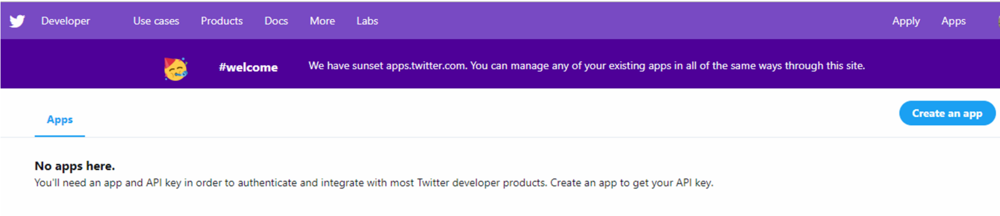 Developer Use cases Products Docs More Labs Apply Apps
#welcome We have sunset apps.twitter.com. You can manage any of your existing apps in all of the same ways through this site.
Apps Create an app
No apps here.
You'll need an app and API key in order to authenticate and integrate with most Twitter developer products. Create an app to get your API key.